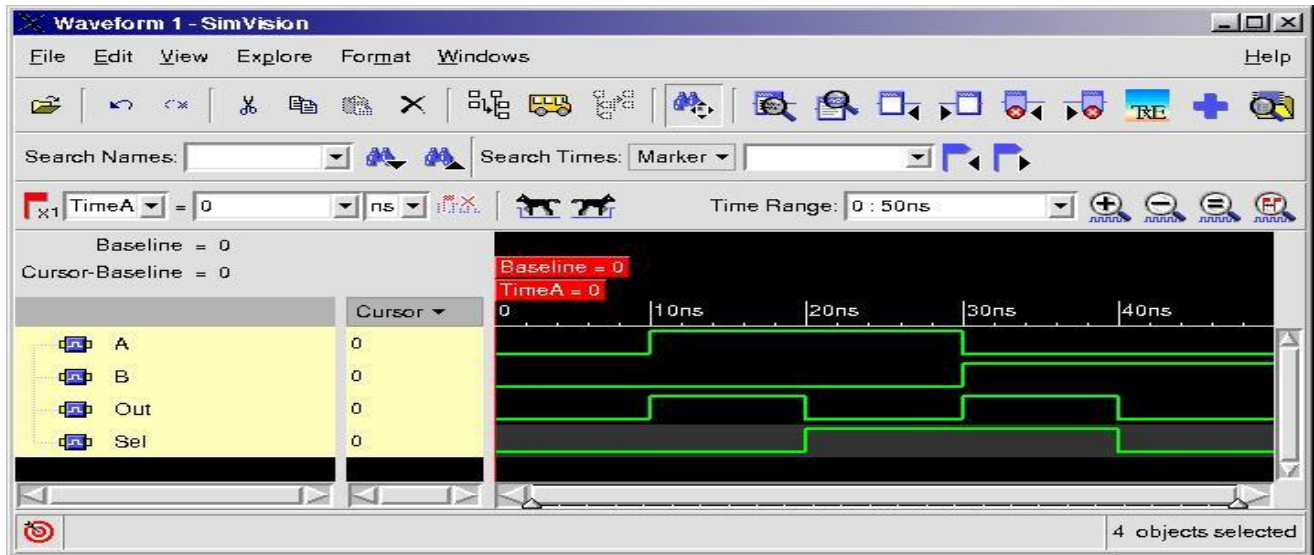 Waveform 1 - SimVision
File Edit View Explore Format Windows Help
TRE
Search Names: Search Times: Marker
X1 TimeA = 0 ns Time Range: 0 : 50ns
Baseline = 0
Cursor-Baseline = 0
Baseline = 0
TimeA = 0
Cursor 0 10ns 20ns 30ns 40ns
A 0
B 0
Out 0
Sel 0
4 objects selected